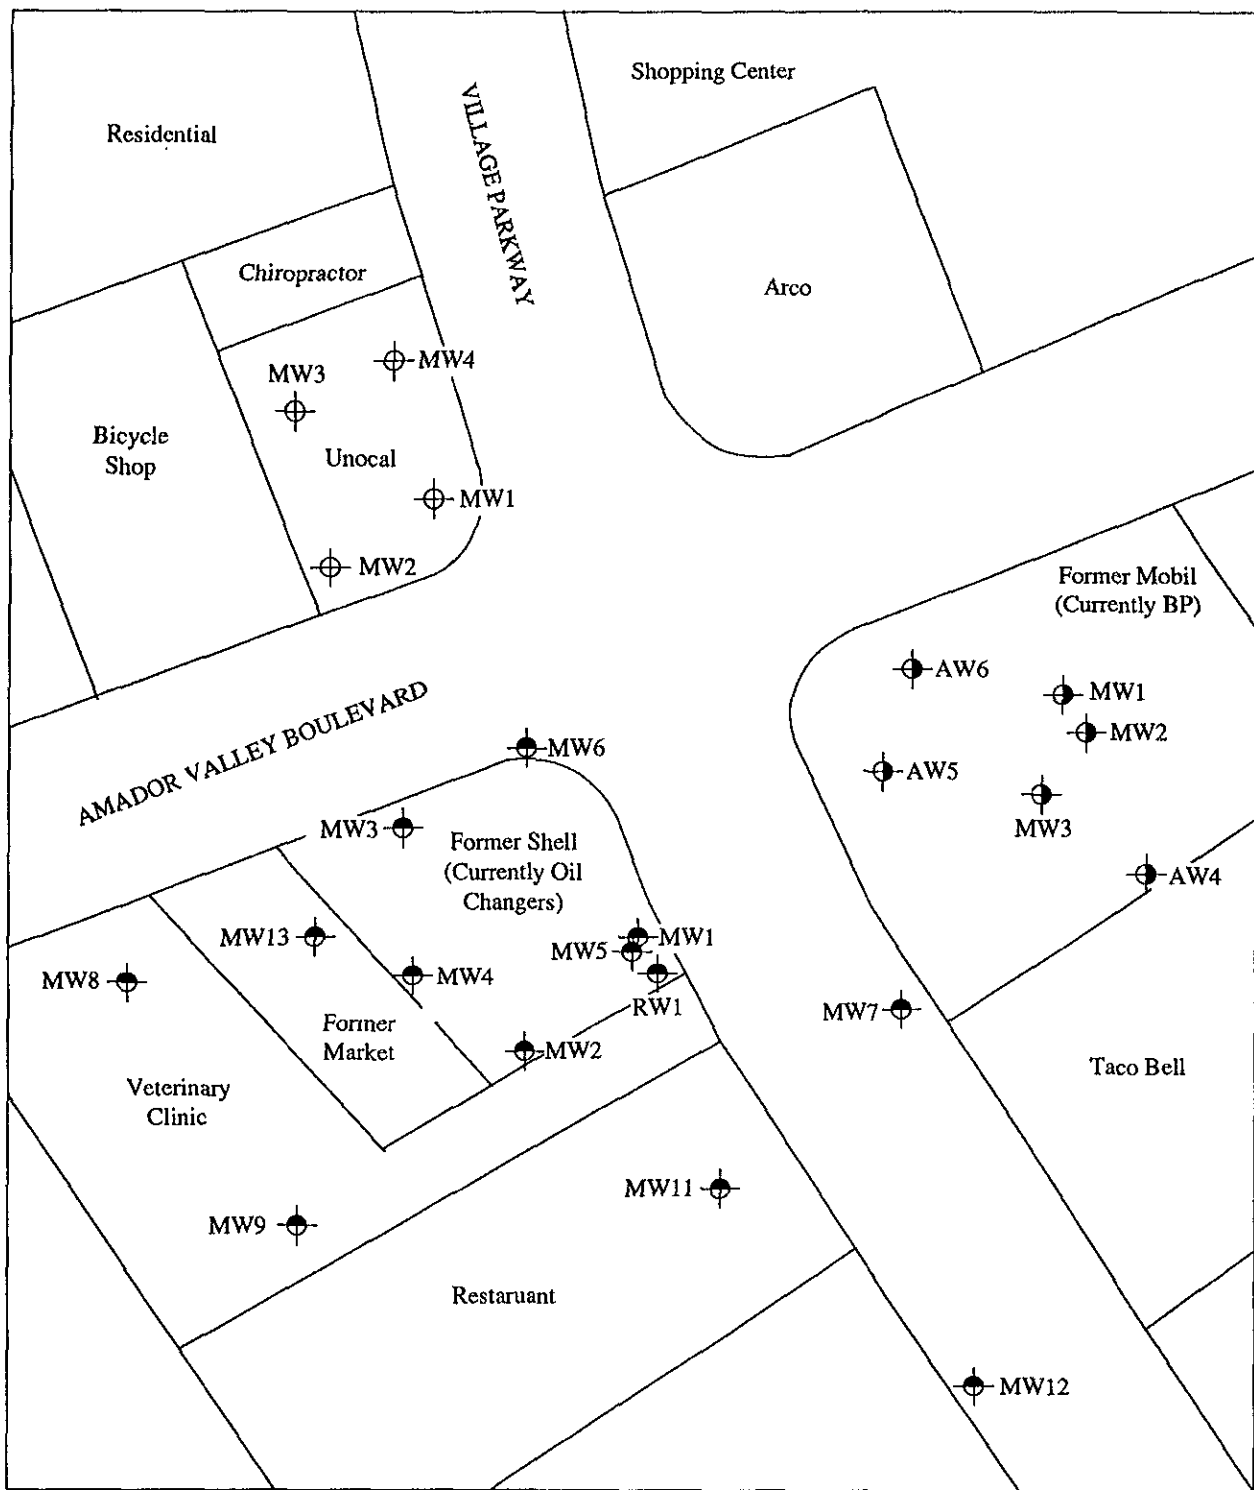 Shopping Center
Residential
VILLAGE PARKWAY
Chiropractor
Arco
MW4
MW3
Bicycle
Shop
Unocal
MW1
MW2
Former Mobil
(Currently BP)
AW6
MW1
MW2
AMADOR VALLEY BOULEVARD
MW6
AW5
MW3
MW3
Former Shell
(Currently Oil
Changers)
AW4
MW13
MW1
MW5
MW8
MW4
RW1
MW7
Former
Market
MW2
Taco Bell
Veterinary
Clinic
MW11
MW9
Restaruant
MW12